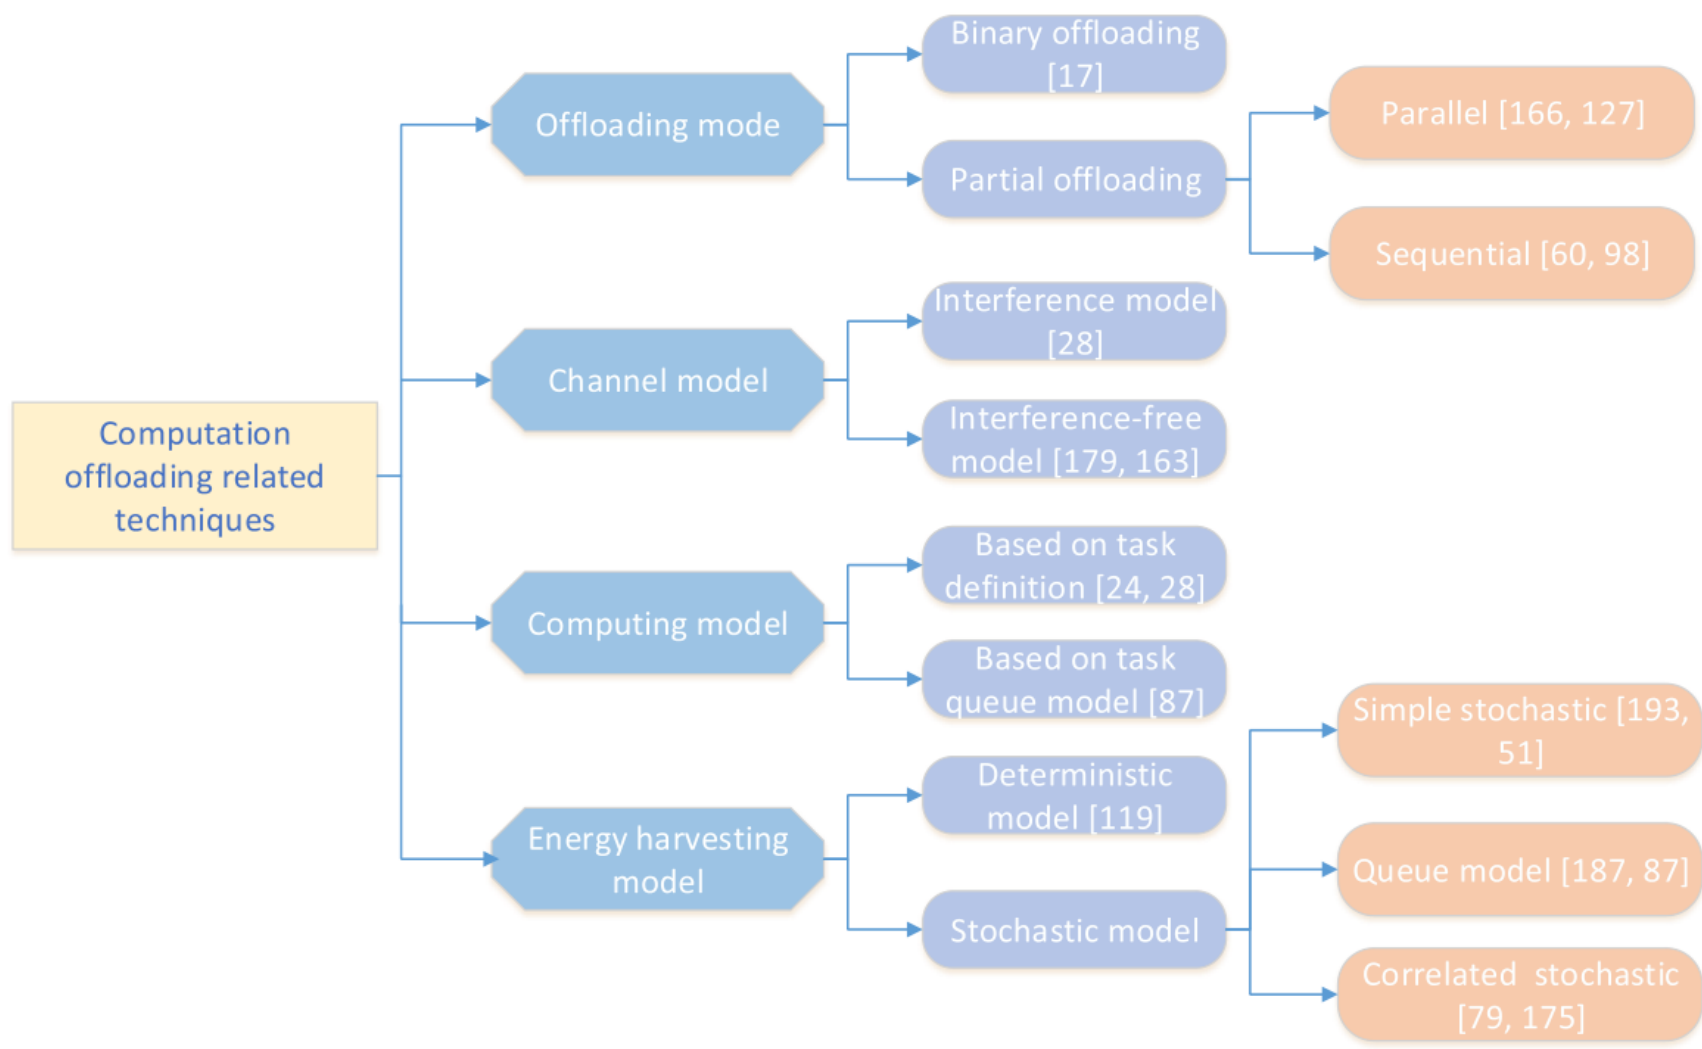 Computation
offloading related
techniques
Offloading mode
Binary offloading
[17]
Partial offloading
Parallel [166, 127]
Sequential [60, 98]
Channel model
Interference model
[28]
Interference-free
model [179, 163]
Computing model
Based on task
definition [24, 28]
Based on task
queue model [87]
Energy harvesting
model
Deterministic
model [119]
Stochastic model
Simple stochastic [193,
51]
Queue model [187, 87]
Correlated  stochastic
[79, 175]